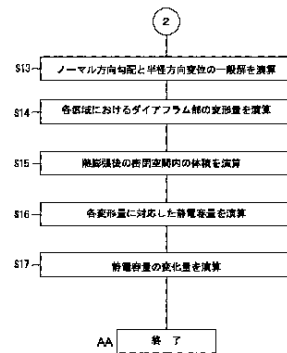 2
S13 ノーマル方向勾配と半径方向変位の一般解を演算
S14 各区域におけるダイアフラム部の変形量を演算
S15 熱膨張後の密閉空間内の体積を演算
S16 各変形量に対応した静電容量を演算
S17 静電容量の変化量を演算
AA 終了